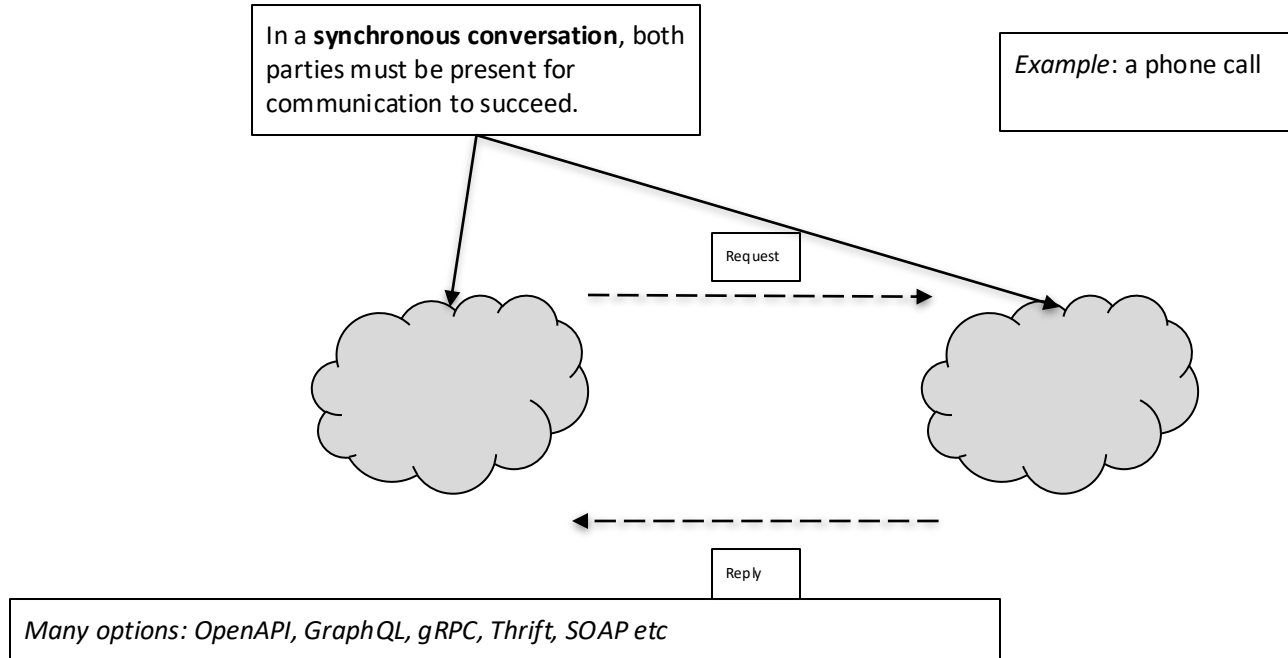 In a synchronous conversation, both
parties must be present for
communication to succeed.
Example: a phone call
Request
Reply
Many options: OpenAPI, GraphQL, gRPC, Thrift, SOAP etc